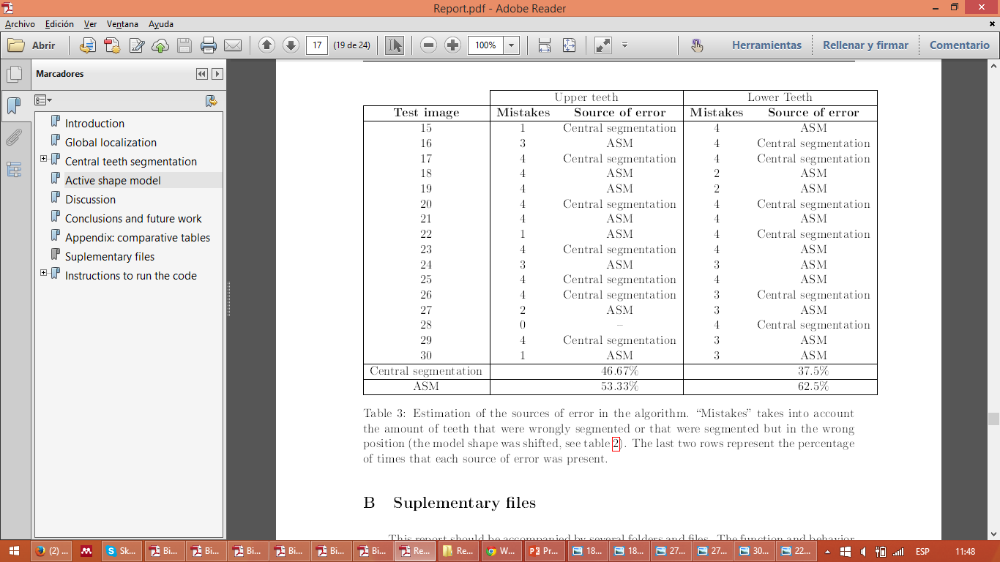 Report.pdf - Adobe Reader
Archivo Edición Ver Ventana Ayuda
Abrir 17 (19 de 24) 100% Herramientas Rellenar y firmar Comentario
Marcadores
Introduction
Global localization
Central teeth segmentation
Active shape model
Discussion
Conclusions and future work
Appendix: comparative tables
Suplementary files
Instructions to run the code
Upper teeth Lower Teeth
Test image Mistakes Source of error Mistakes Source of error
15 1 Central segmentation 4 ASM
16 3 ASM 4 Central segmentation
17 4 Central segmentation 4 Central segmentation
18 4 ASM 2 ASM
19 4 ASM 2 ASM
20 4 Central segmentation 4 Central segmentation
21 4 ASM 4 ASM
22 1 ASM 4 Central segmentation
23 4 Central segmentation 4 ASM
24 3 ASM 3 ASM
25 4 Central segmentation 4 ASM
26 4 Central segmentation 3 Central segmentation
27 2 ASM 3 ASM
28 0 – 4 Central segmentation
29 4 Central segmentation 3 ASM
30 1 ASM 3 ASM
Central segmentation 46.67% 37.5%
ASM 53.33% 62.5%
Table 3: Estimation of the sources of error in the algorithm. “Mistakes” takes into account
the amount of teeth that were wrongly segmented or that were segmented but in the wrong
position (the model shape was shifted, see table 2). The last two rows represent the percentage
of times that each source of error was present.
B Suplementary files
This report should be accompanied by several folders and files. The function and behavior
(2) ... Sk... Bi... Bi... Bi... Bi... Bi... Bi... Re... Re... W... Pr... 18... 18... 27... 27... 30... 22... ESP 11:48